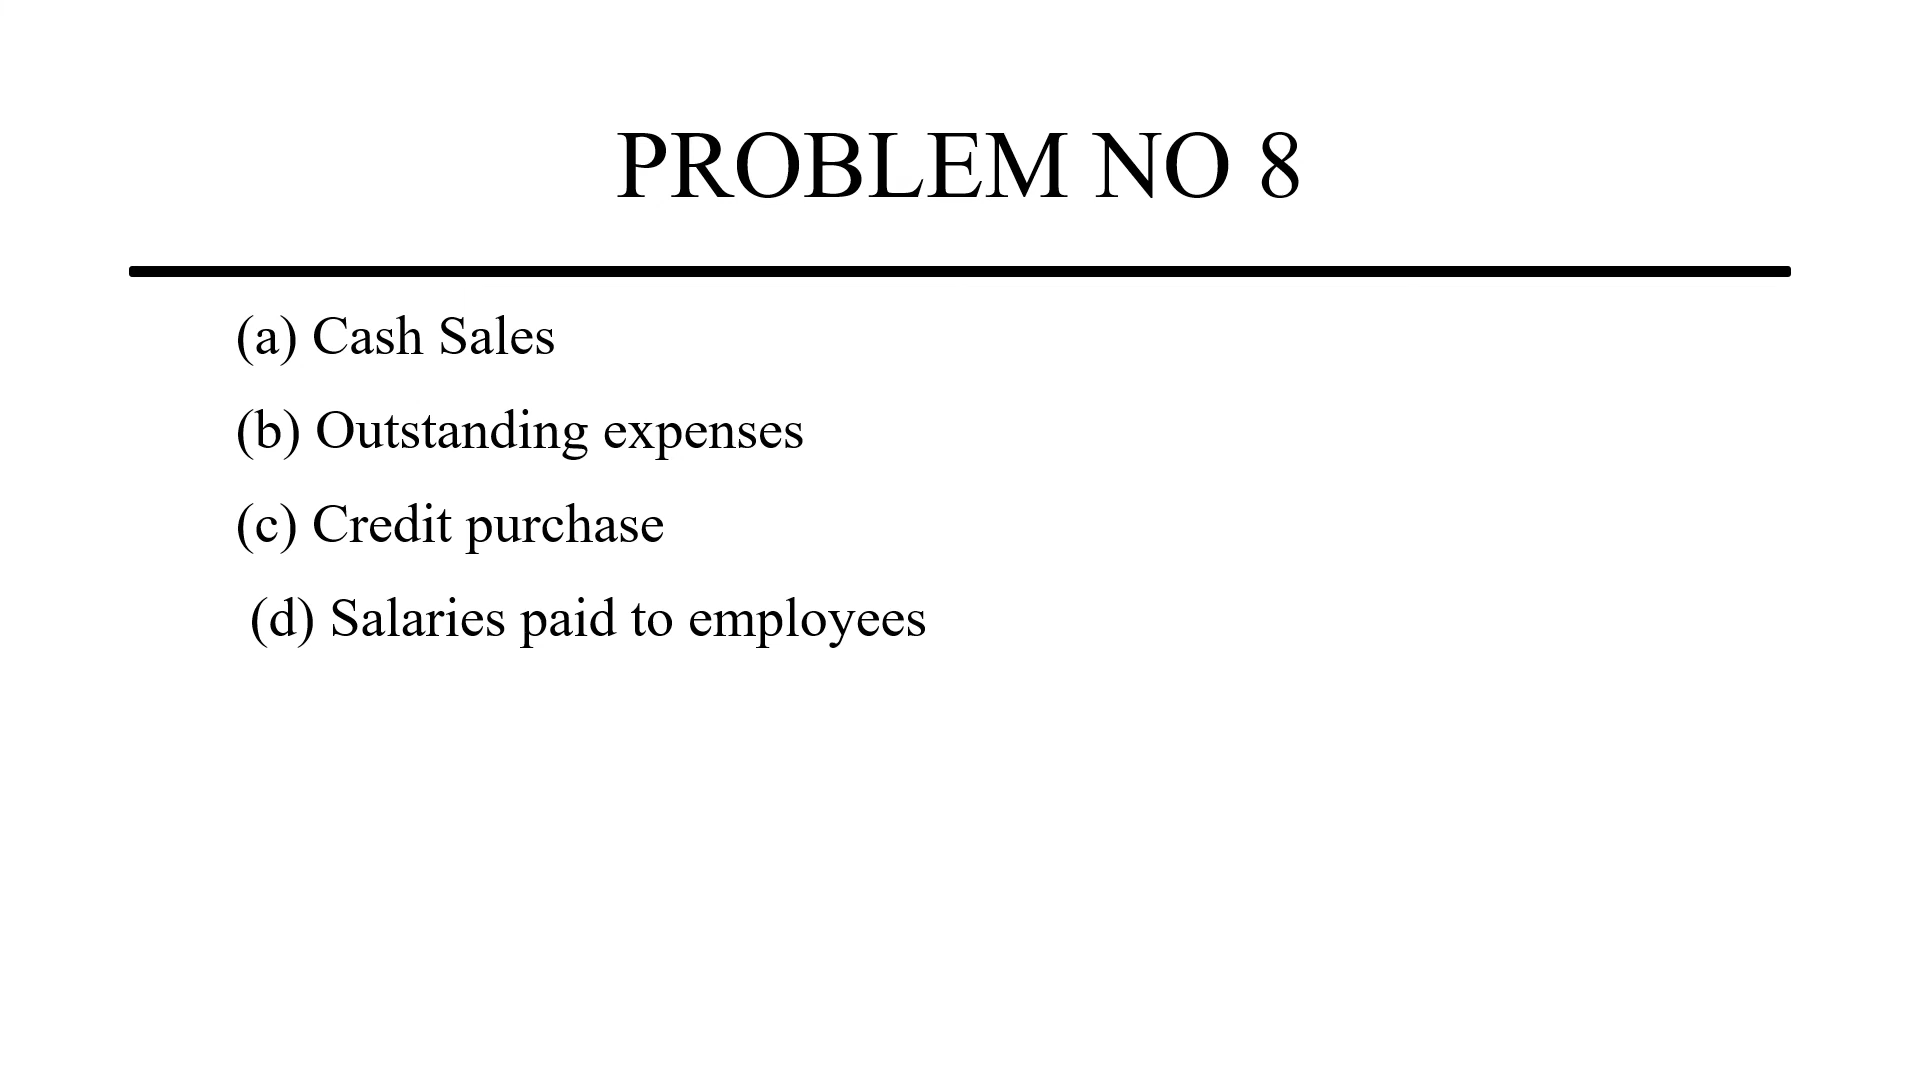 PROBLEM NO 8
(a) Cash Sales
(b) Outstanding expenses
(c) Credit purchase
(d) Salaries paid to employees